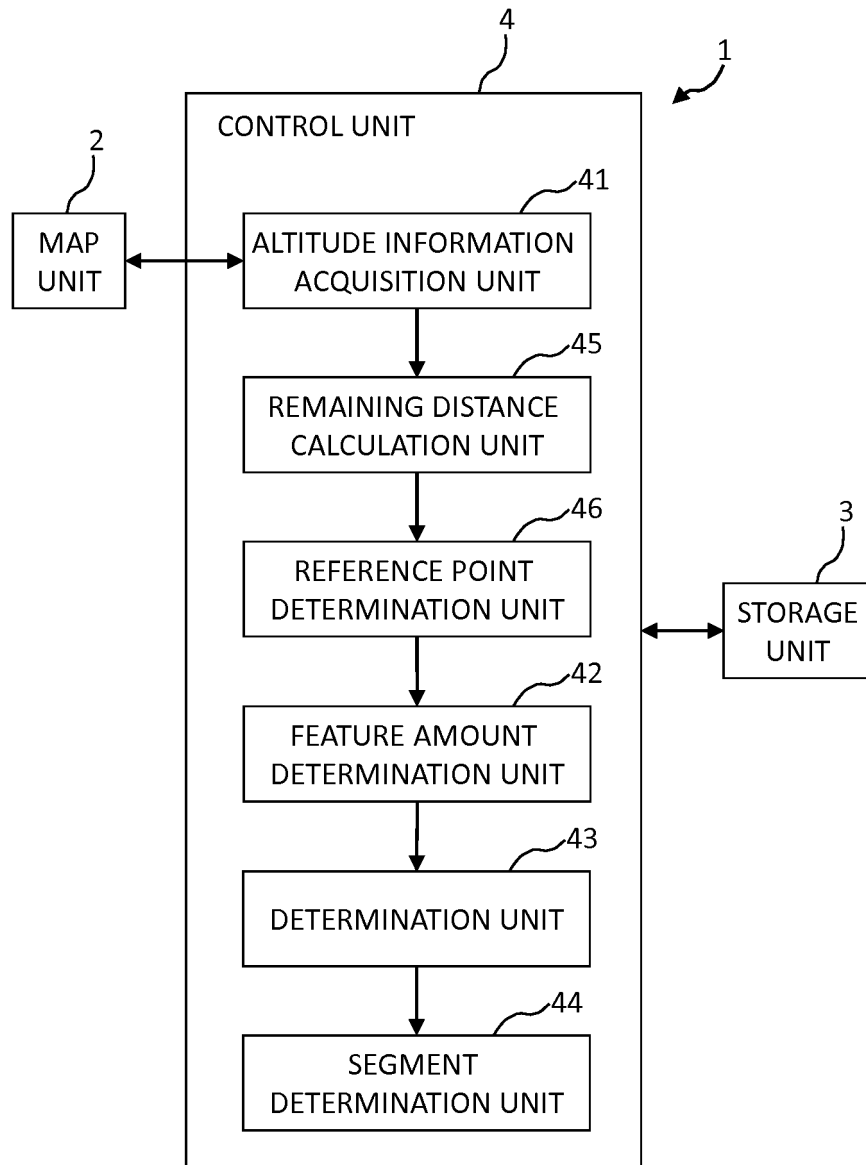 4
1
CONTROL UNIT
2
41
MAP
UNIT
ALTITUDE INFORMATION
ACQUISITION UNIT
45
REMAINING DISTANCE
CALCULATION UNIT
46
REFERENCE POINT
DETERMINATION UNIT
3
STORAGE
UNIT
42
FEATURE AMOUNT
DETERMINATION UNIT
43
DETERMINATION UNIT
44
SEGMENT
DETERMINATION UNIT